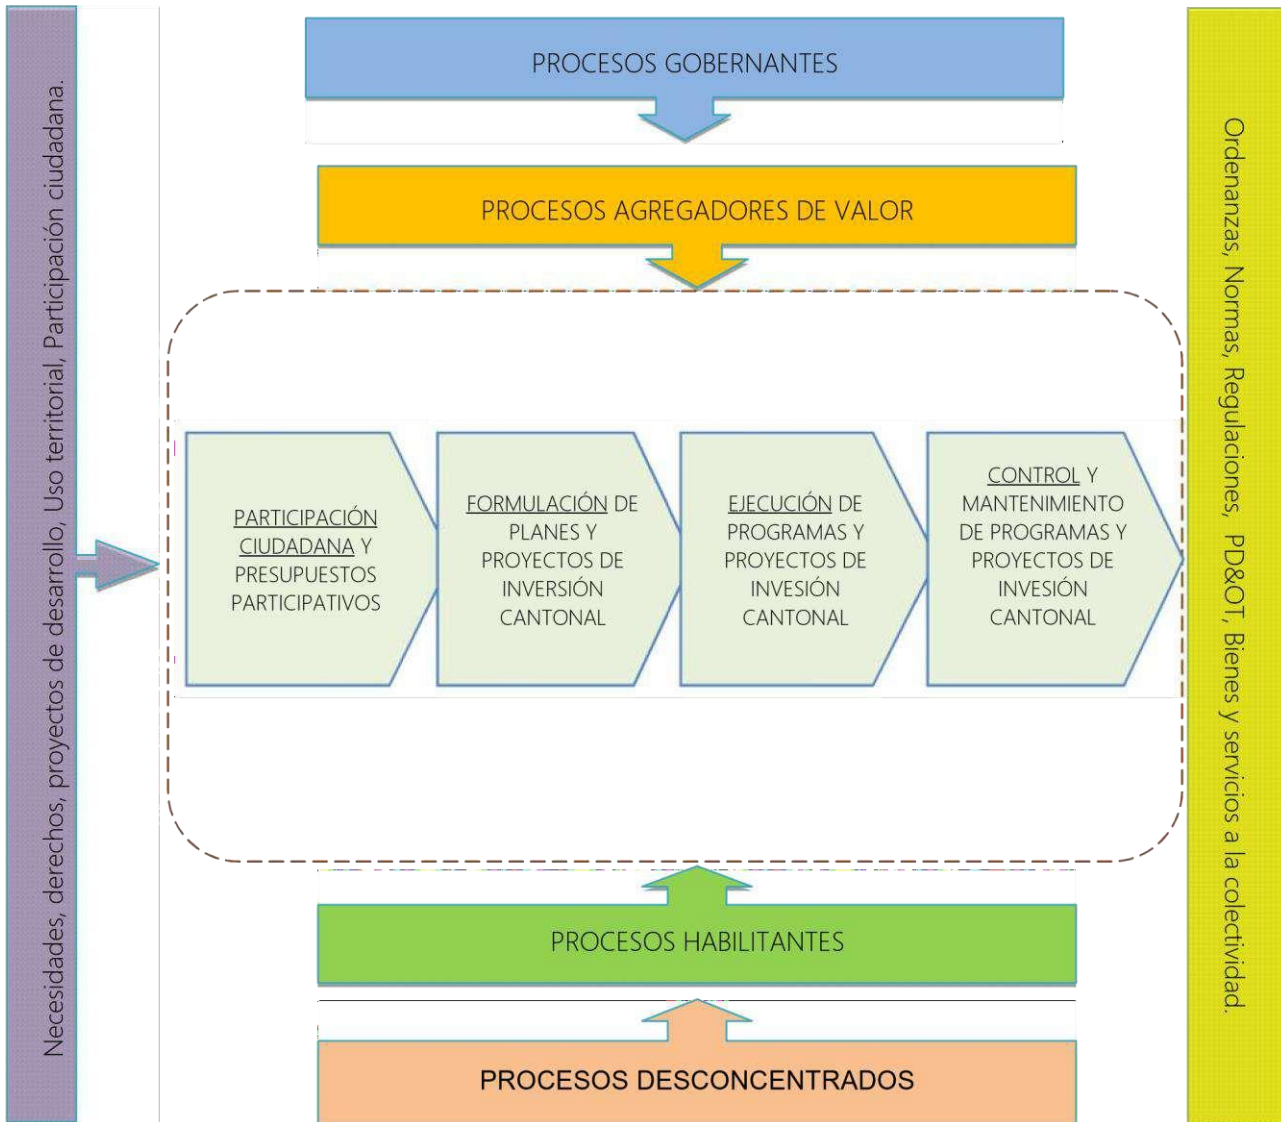 Necesidades, derechos, proyectos de desarrollo, Uso territorial, Participación ciudadana.
PROCESOS GOBERNANTES
PROCESOS AGREGADORES DE VALOR
PARTICIPACIÓN
CIUDADANA Y
PRESUPUESTOS
PARTICIPATIVOS
FORMULACIÓN DE
PLANES Y
PROYECTOS DE
INVERSIÓN
CANTONAL
EJECUCIÓN DE
PROGRAMAS Y
PROYECTOS DE
INVESIÓN
CANTONAL
CONTROL Y
MANTENIMIENTO
DE PROGRAMAS Y
PROYECTOS DE
INVESIÓN
CANTONAL
PROCESOS HABILITANTES
PROCESOS DESCONCENTRADOS
Ordenanzas, Normas, Regulaciones, PD&OT, Bienes y servicios a la colectividad.